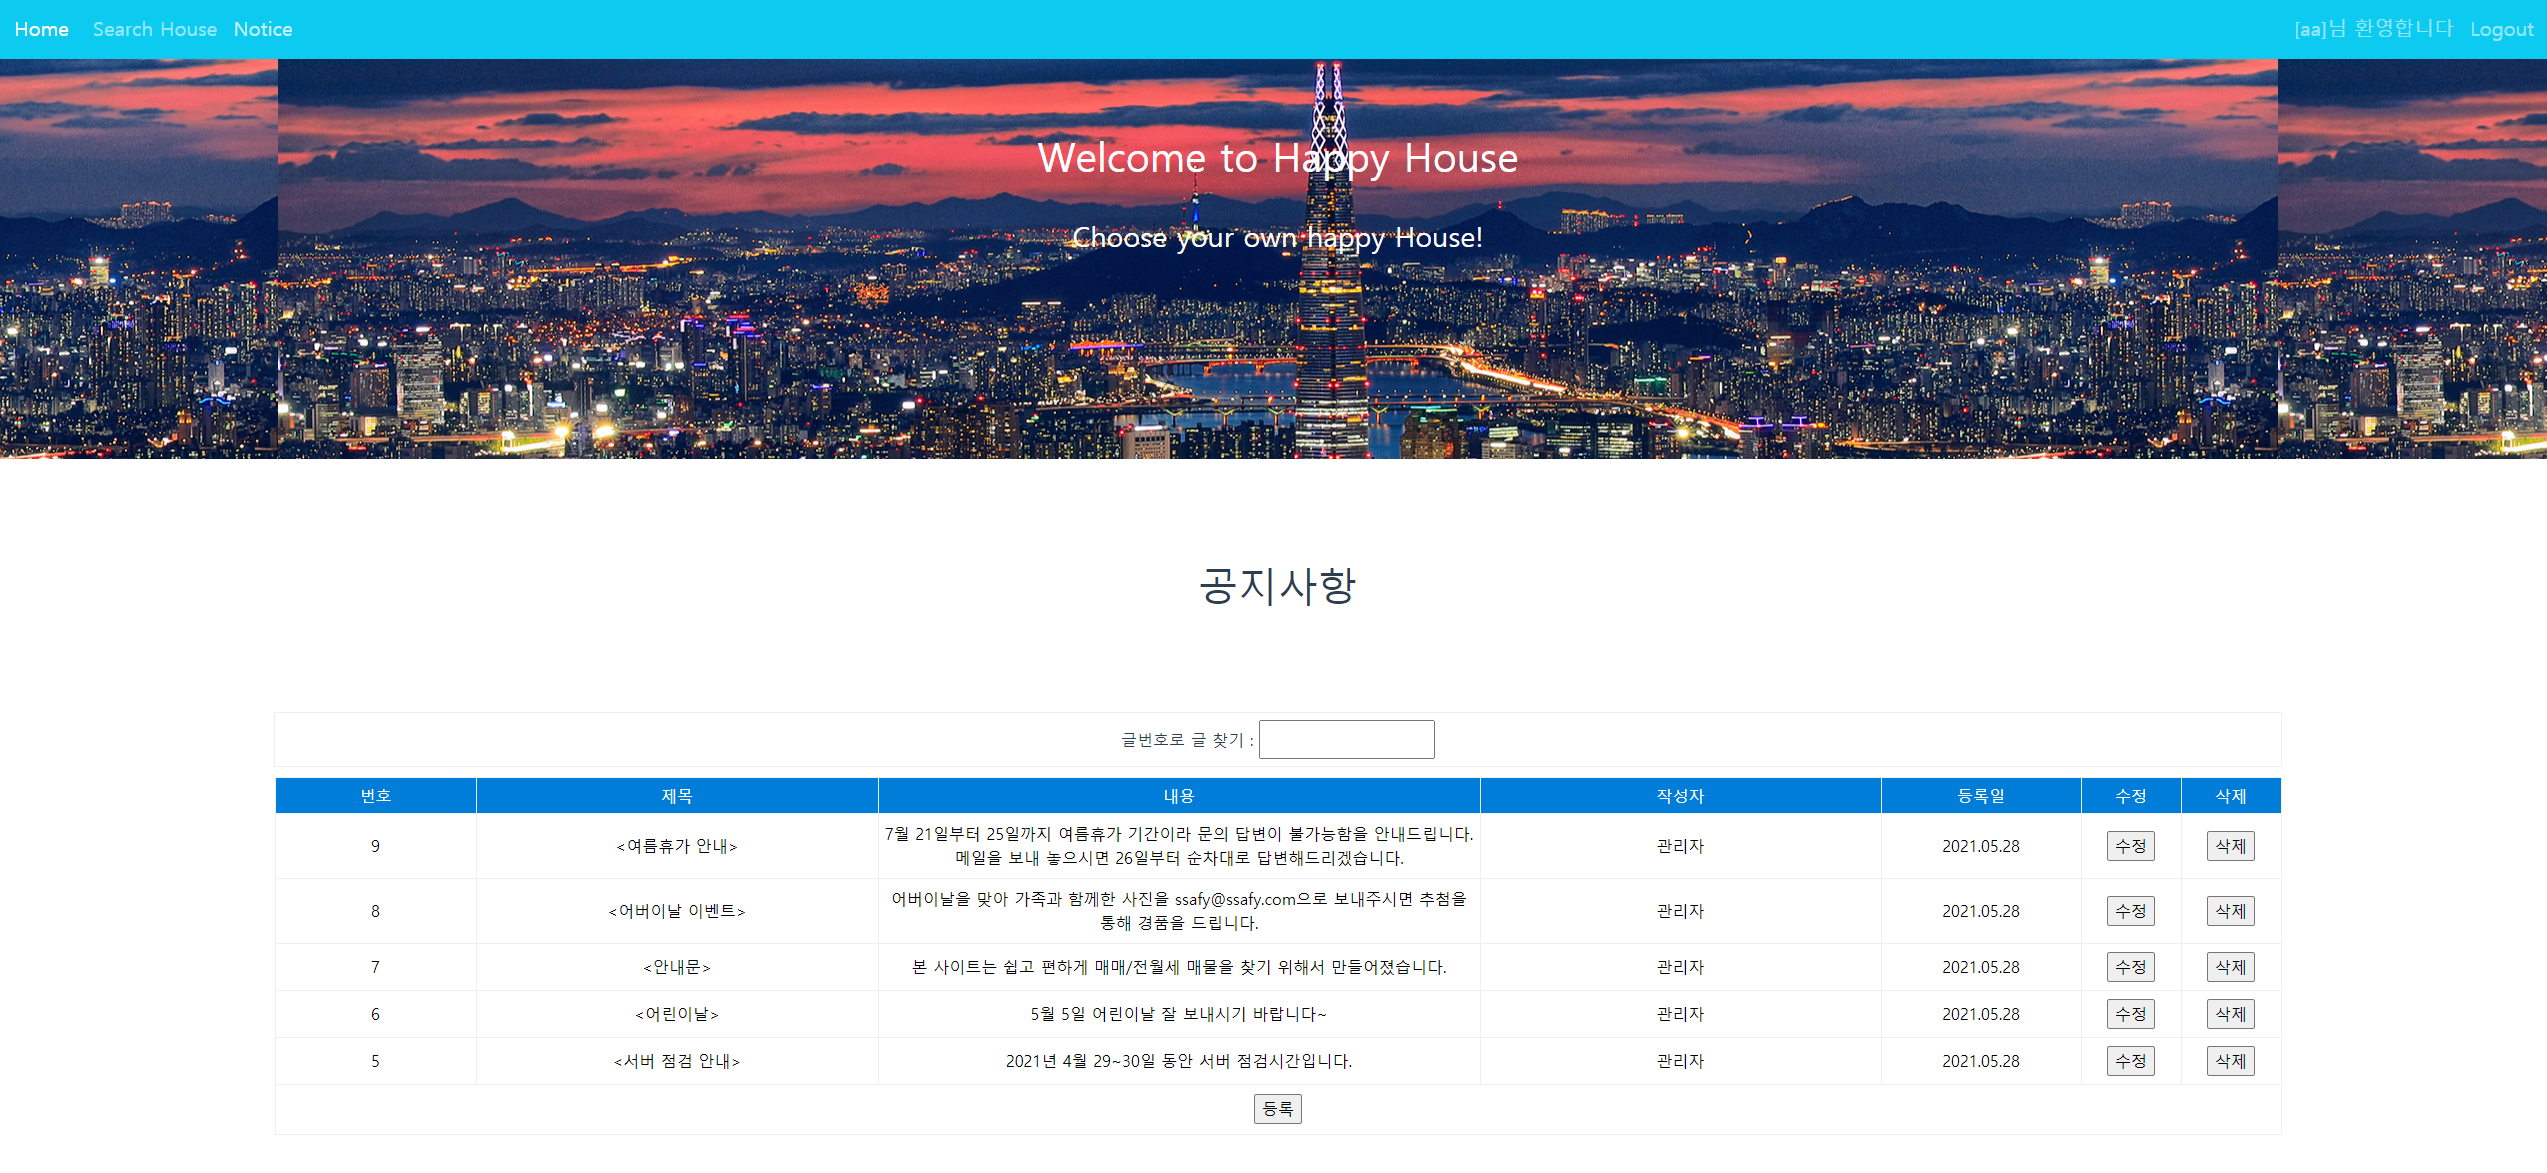 Home Search House Notice [aa]님 환영합니다 Logout
Welcome to Happy House
Choose your own happy House!
공지사항
글번호로 글 찾기 :
번호 제목 내용 작성자 등록일 수정 삭제
9 <여름휴가 안내> 7월 21일부터 25일까지 여름휴가 기간이라 문의 답변이 불가능함을 안내드립니다. 관리자 2021.05.28 수정 삭제
메일을 보내 놓으시면 26일부터 순차대로 답변해드리겠습니다.
8 <어버이날 이벤트> 어버이날을 맞아 가족과 함께한 사진을 ssafy@ssafy.com으로 보내주시면 추첨을 관리자 2021.05.28 수정 삭제
통해 경품을 드립니다.
7 <안내문> 본 사이트는 쉽고 편하게 매매/전월세 매물을 찾기 위해서 만들어졌습니다. 관리자 2021.05.28 수정 삭제
6 <어린이날> 5월 5일 어린이날 잘 보내시기 바랍니다~ 관리자 2021.05.28 수정 삭제
5 <서버 점검 안내> 2021년 4월 29~30일 동안 서버 점검시간입니다. 관리자 2021.05.28 수정 삭제
등록